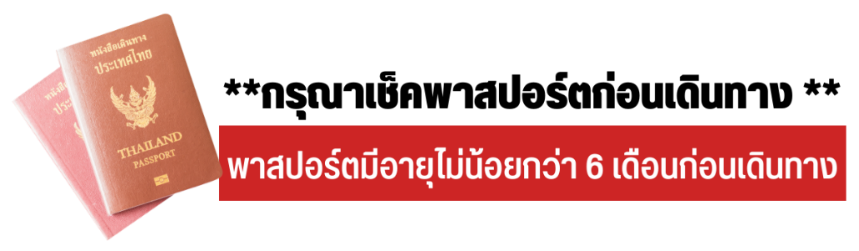 หนังสือเดินทาง
ประเทศไทย
THAILAND
PASSPORT
**กรุณาเช็คพาสปอร์ตก่อนเดินทาง **
พาสปอร์ตมีอายุไม่น้อยกว่า 6 เดือนก่อนเดินทาง